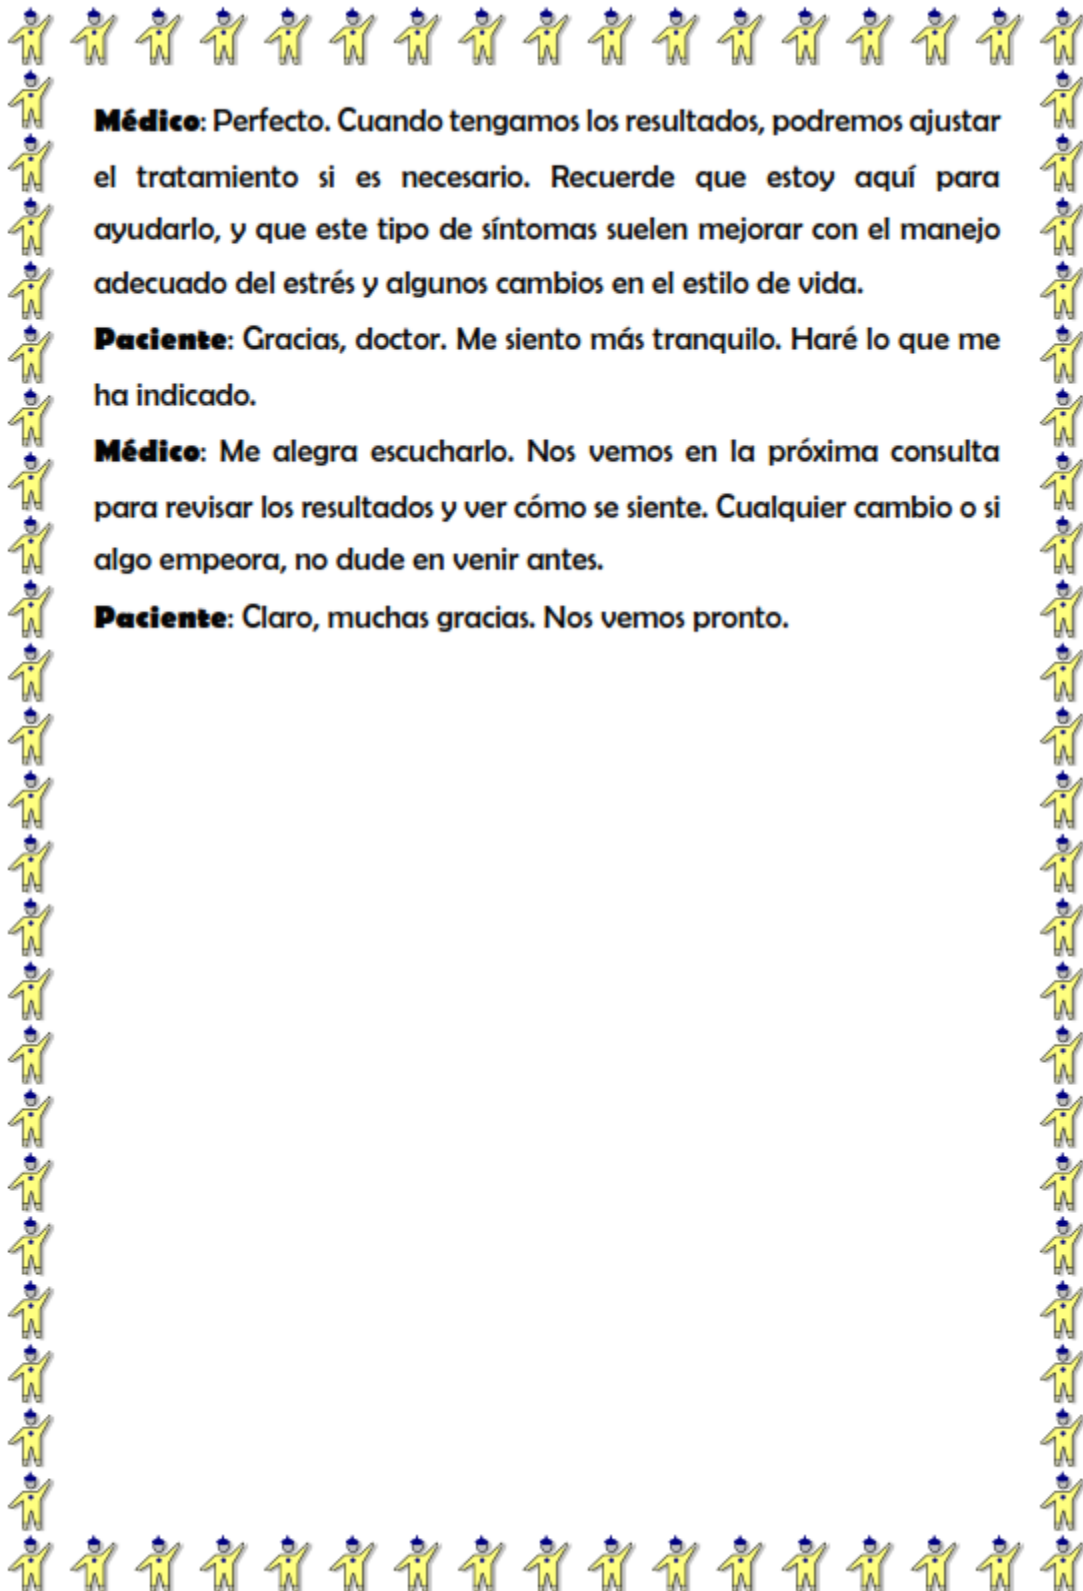 Médico: Perfecto. Cuando tengamos los resultados, podremos ajustar
el tratamiento si es necesario. Recuerde que estoy aquí para
ayudarlo, y que este tipo de síntomas suelen mejorar con el manejo
adecuado del estrés y algunos cambios en el estilo de vida.
Paciente: Gracias, doctor. Me siento más tranquilo. Haré lo que me
ha indicado.
Médico: Me alegra escucharlo. Nos vemos en la próxima consulta
para revisar los resultados y ver cómo se siente. Cualquier cambio o si
algo empeora, no dude en venir antes.
Paciente: Claro, muchas gracias. Nos vemos pronto.